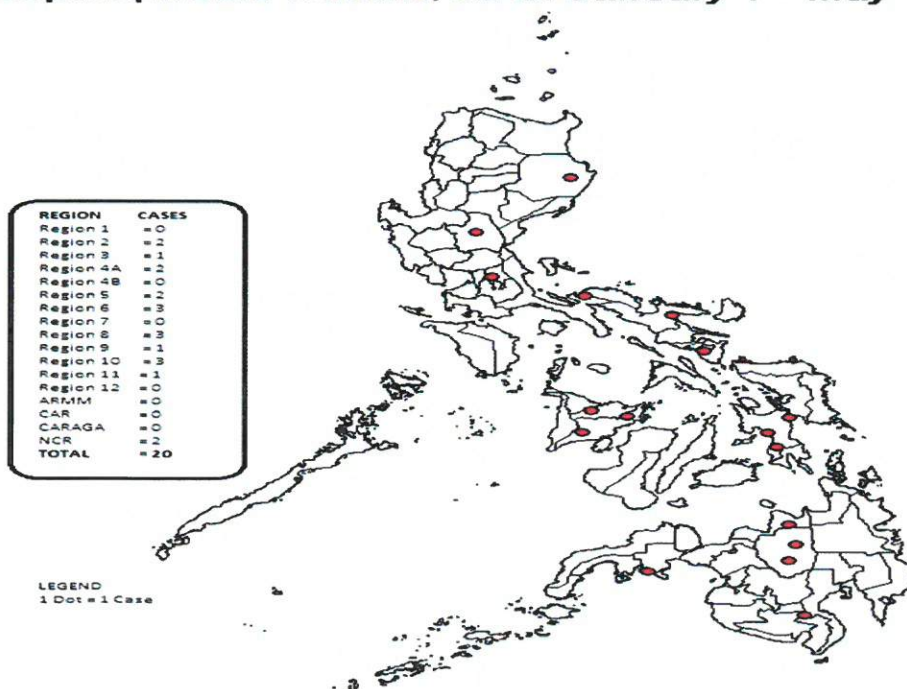 REGION CASES
Region 1 =0
Region 2 =2
Region 3 =1
Region 4A =2
Region 4B =0
Region 5 =2
Region 6 =3
Region 7 =0
Region 8 =3
Region 9 =1
Region 10 =3
Region 11 =1
Region 12 =0
ARMM =0
CAR =0
CARAGA =0
NCR =2
TOTAL =20
LEGEND
1 Dot = 1 Case